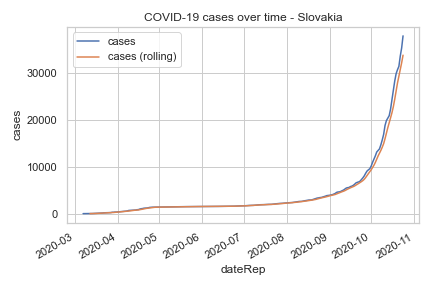 COVID-19 cases over time - Slovakia
cases
cases (rolling)
30000
20000
10000
0
cases
2020-03
2020-04
2020-05
2020-06
2020-07
2020-08
2020-09
2020-10
2020-11
dateRep